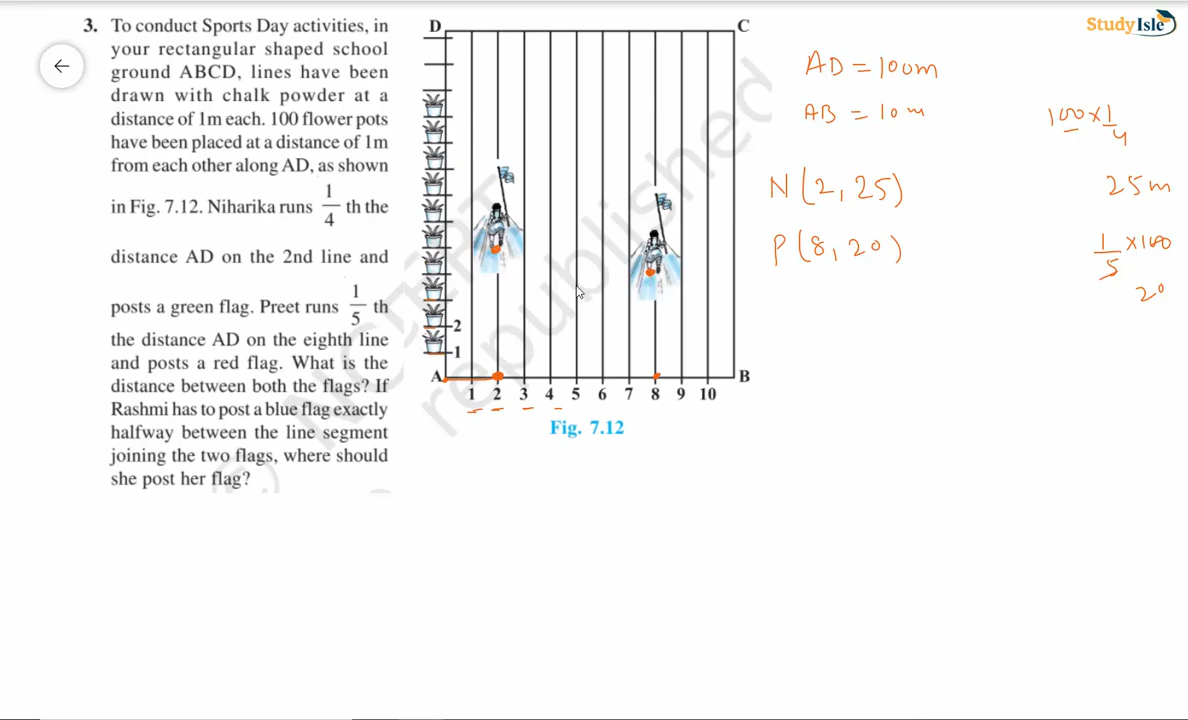 3. To conduct Sports Day activities, in
your rectangular shaped school
ground ABCD, lines have been
drawn with chalk powder at a
distance of 1m each. 100 flower pots
have been placed at a distance of 1m
from each other along AD, as shown
in Fig. 7.12. Niharika runs 1/4 th the
distance AD on the 2nd line and
posts a green flag. Preet runs 1/5 th
the distance AD on the eighth line
and posts a red flag. What is the
distance between both the flags? If
Rashmi has to post a blue flag exactly
halfway between the line segment
joining the two flags, where should
she post her flag?
D C
2
1
A B
1 2 3 4 5 6 7 8 9 10
Fig. 7.12
republished
StudyIsle
AD = 100m
AB = 10m
N(2, 25)
P(8, 20)
100 × 1/4
25m
1/5 × 100
20